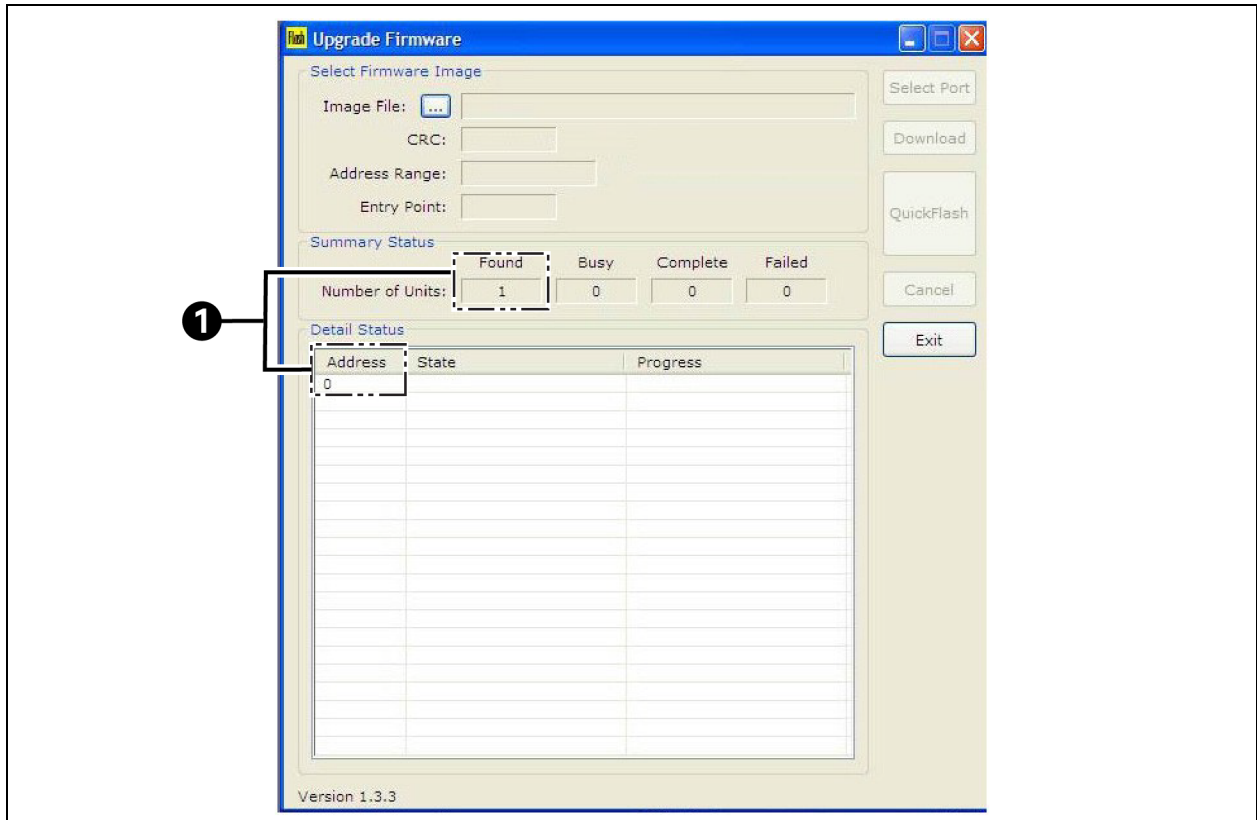 Flash Upgrade Firmware
Select Firmware Image
Select Port
Image File: ...
CRC:
Download
Address Range:
Entry Point:
QuickFlash
Summary Status
Found Busy Complete Failed
Number of Units: 1 0 0 0
Cancel
1
Detail Status
Exit
Address State Progress
0
Version 1.3.3